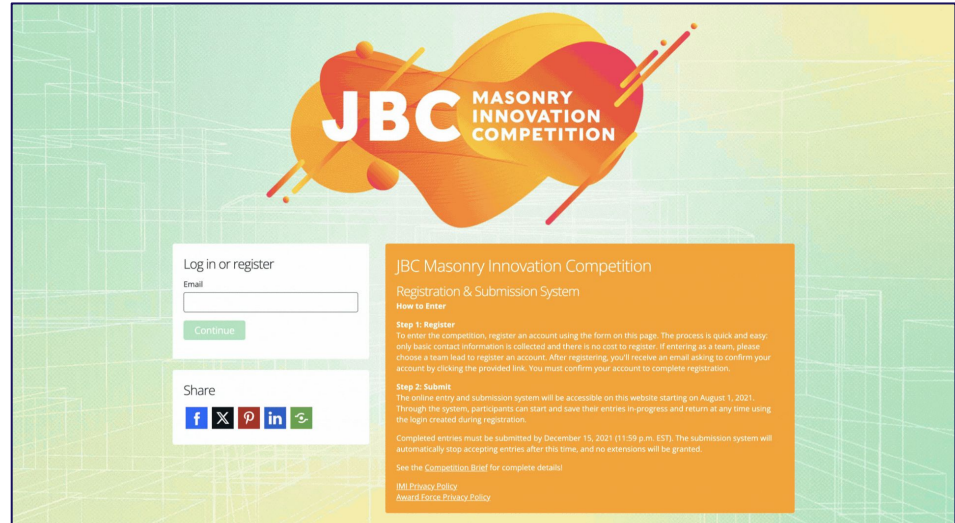 JBC MASONRY
INNOVATION
COMPETITION
Log in or register
Email
Continue
Share
JBC Masonry Innovation Competition
Registration & Submission System
How to Enter
Step 1: Register
To enter the competition, register an account using the form on this page. The process is quick and easy:
only basic contact information is collected and there is no cost to register. If entering as a team, please
choose a team lead to register an account. After registering, you'll receive an email asking to confirm your
account by clicking the provided link. You must confirm your account to complete registration.
Step 2: Submit
The online entry and submission system will be accessible on this website starting on August 1, 2021.
Through the system, participants can start and save their entries in-progress and return at any time using
the login created during registration.
Completed entries must be submitted by December 15, 2021 (11:59 p.m. EST). The submission system will
automatically stop accepting entries after this time, and no extensions will be granted.
See the Competition Brief for complete details!
IMI Privacy Policy
Award Force Privacy Policy